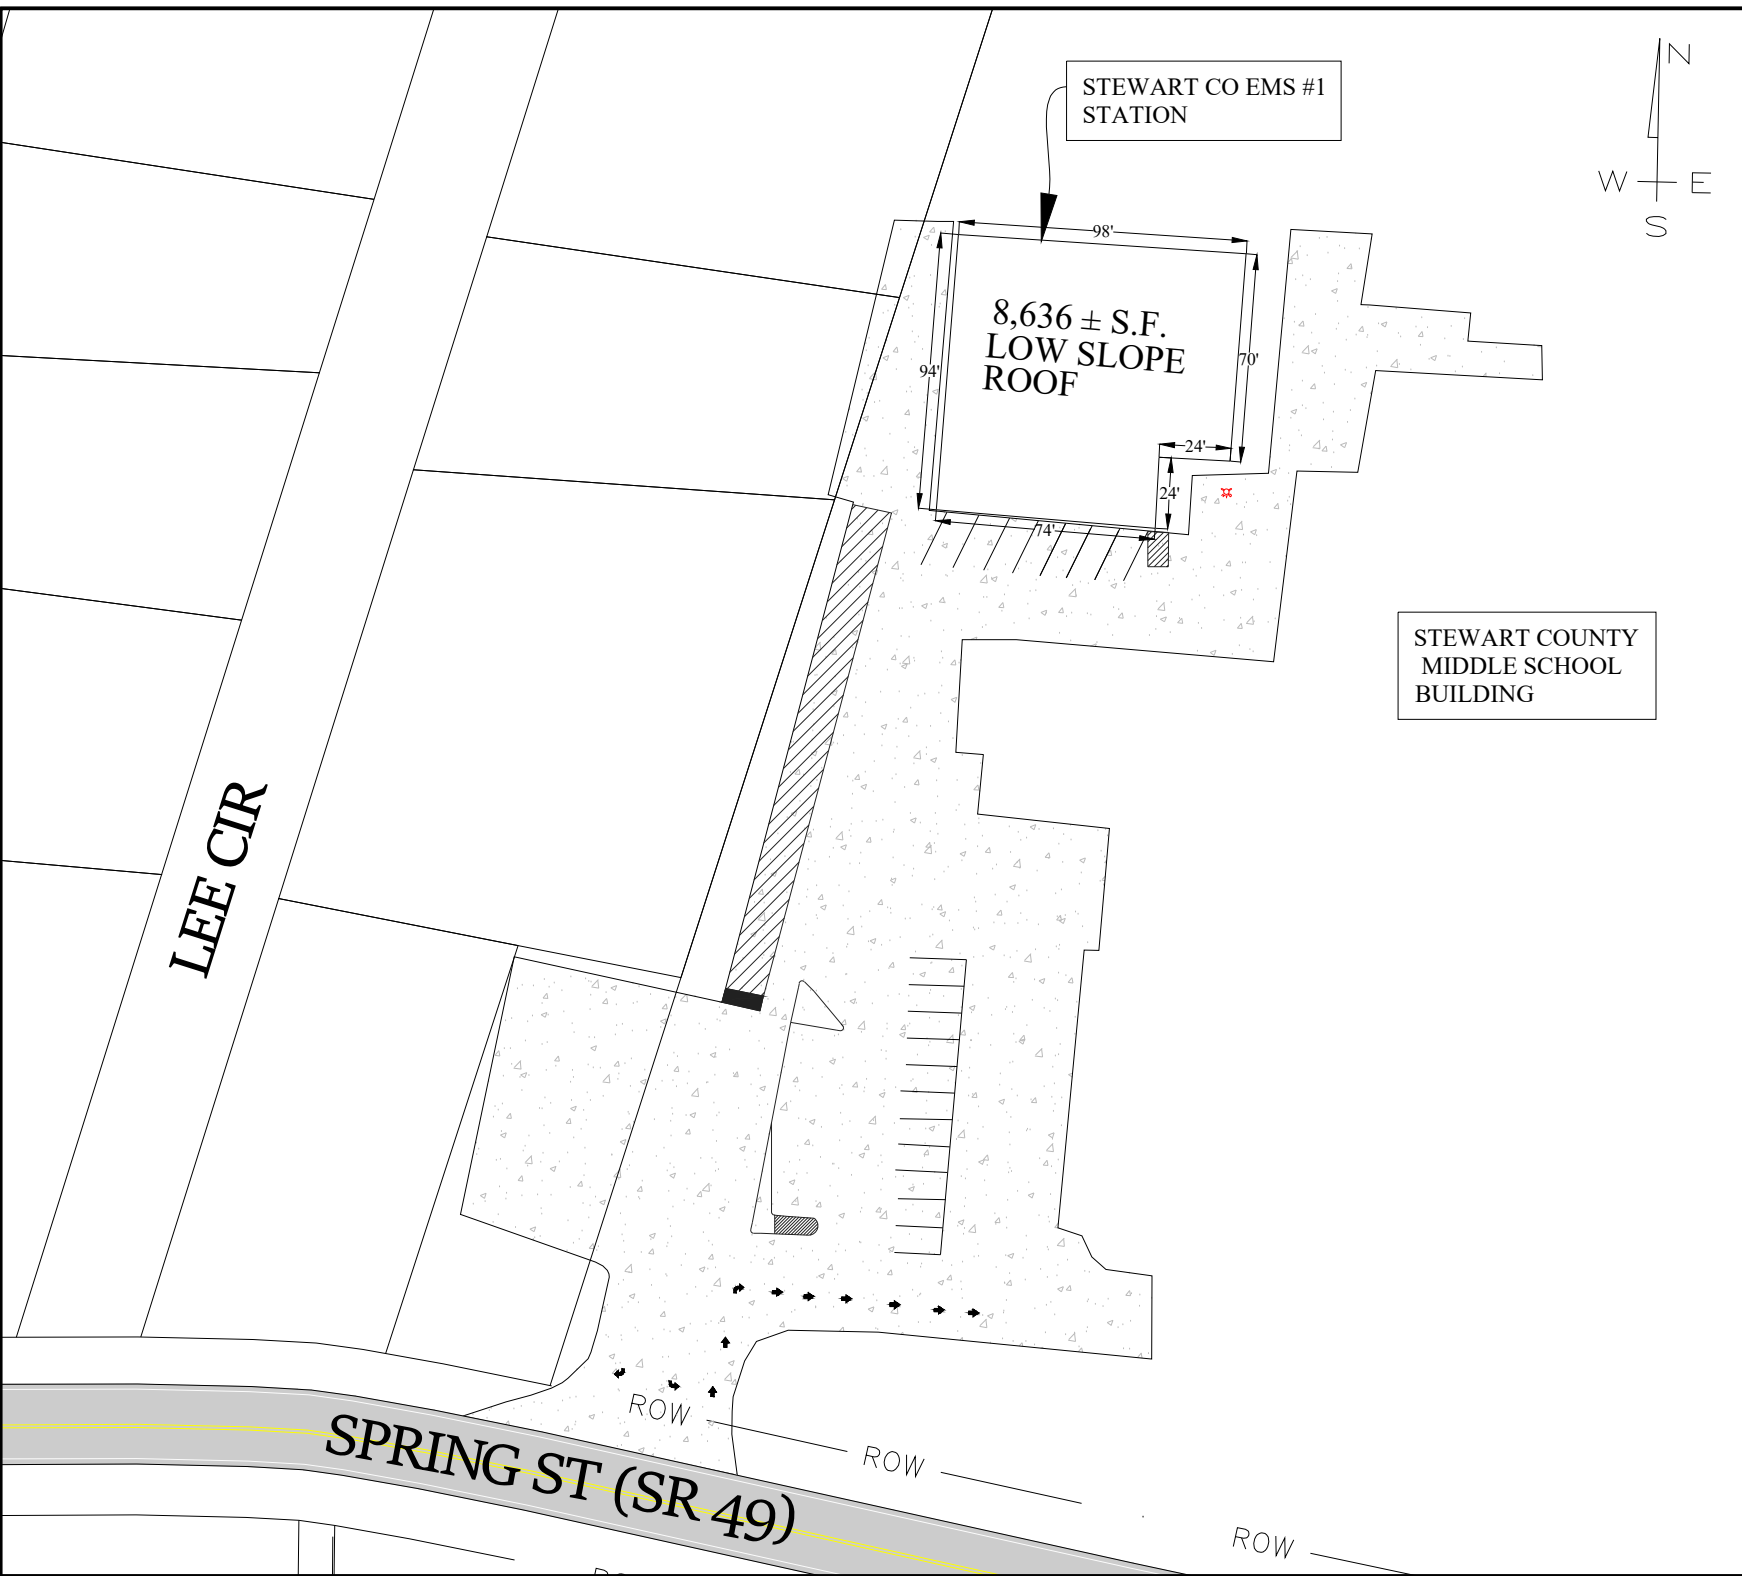 N
W E
S
STEWART CO EMS #1
STATION
98'
8,636 ± S.F.
LOW SLOPE
ROOF
94'
70'
24'
24'
74'
STEWART COUNTY
MIDDLE SCHOOL
BUILDING
LEE CIR
ROW
ROW
SPRING ST (SR 49)
ROW